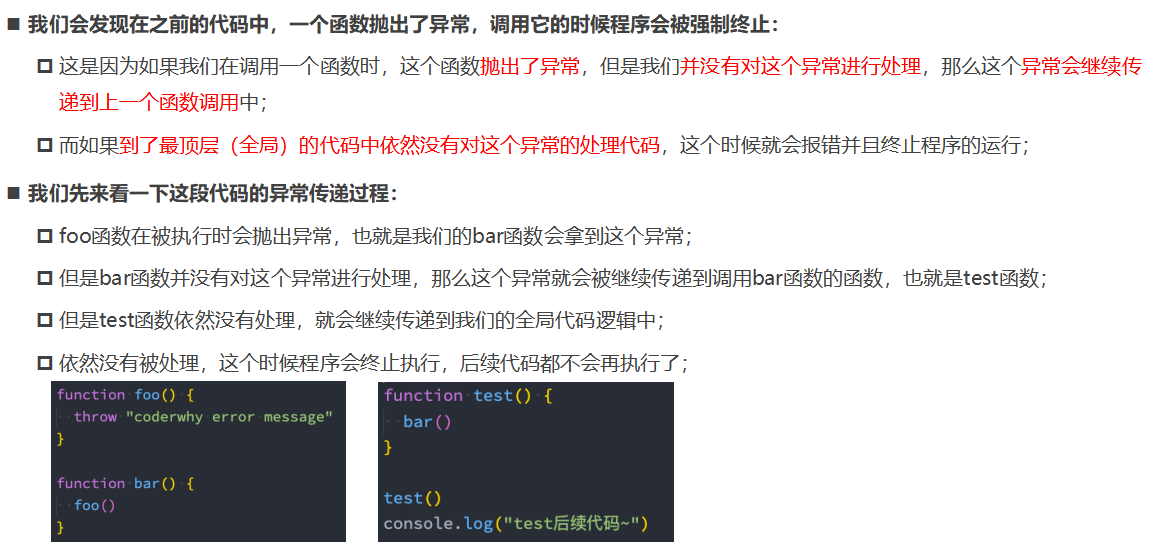 我们会发现在之前的代码中，一个函数抛出了异常，调用它的时候程序会被强制终止：
这是因为如果我们在调用一个函数时，这个函数抛出了异常，但是我们并没有对这个异常进行处理，那么这个异常会继续传
递到上一个函数调用中；
而如果到了最顶层（全局）的代码中依然没有对这个异常的处理代码，这个时候就会报错并且终止程序的运行；
我们先来看一下这段代码的异常传递过程：
foo函数在被执行时会抛出异常，也就是我们的bar函数会拿到这个异常；
但是bar函数并没有对这个异常进行处理，那么这个异常就会被继续传递到调用bar函数的函数，也就是test函数；
但是test函数依然没有处理，就会继续传递到我们的全局代码逻辑中；
依然没有被处理，这个时候程序会终止执行，后续代码都不会再执行了；
function foo() {
throw "coderwhy error message"
}
function bar() {
foo()
}
function test() {
bar()
}
test()
console.log("test后续代码~")